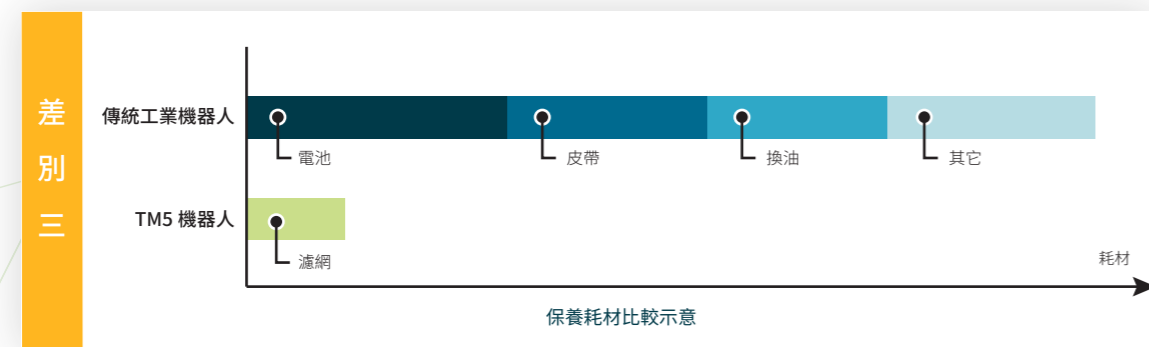 差別三
傳統工業機器人
電池
皮帶
換油
其它
TM5 機器人
濾網
耗材
保養耗材比較示意